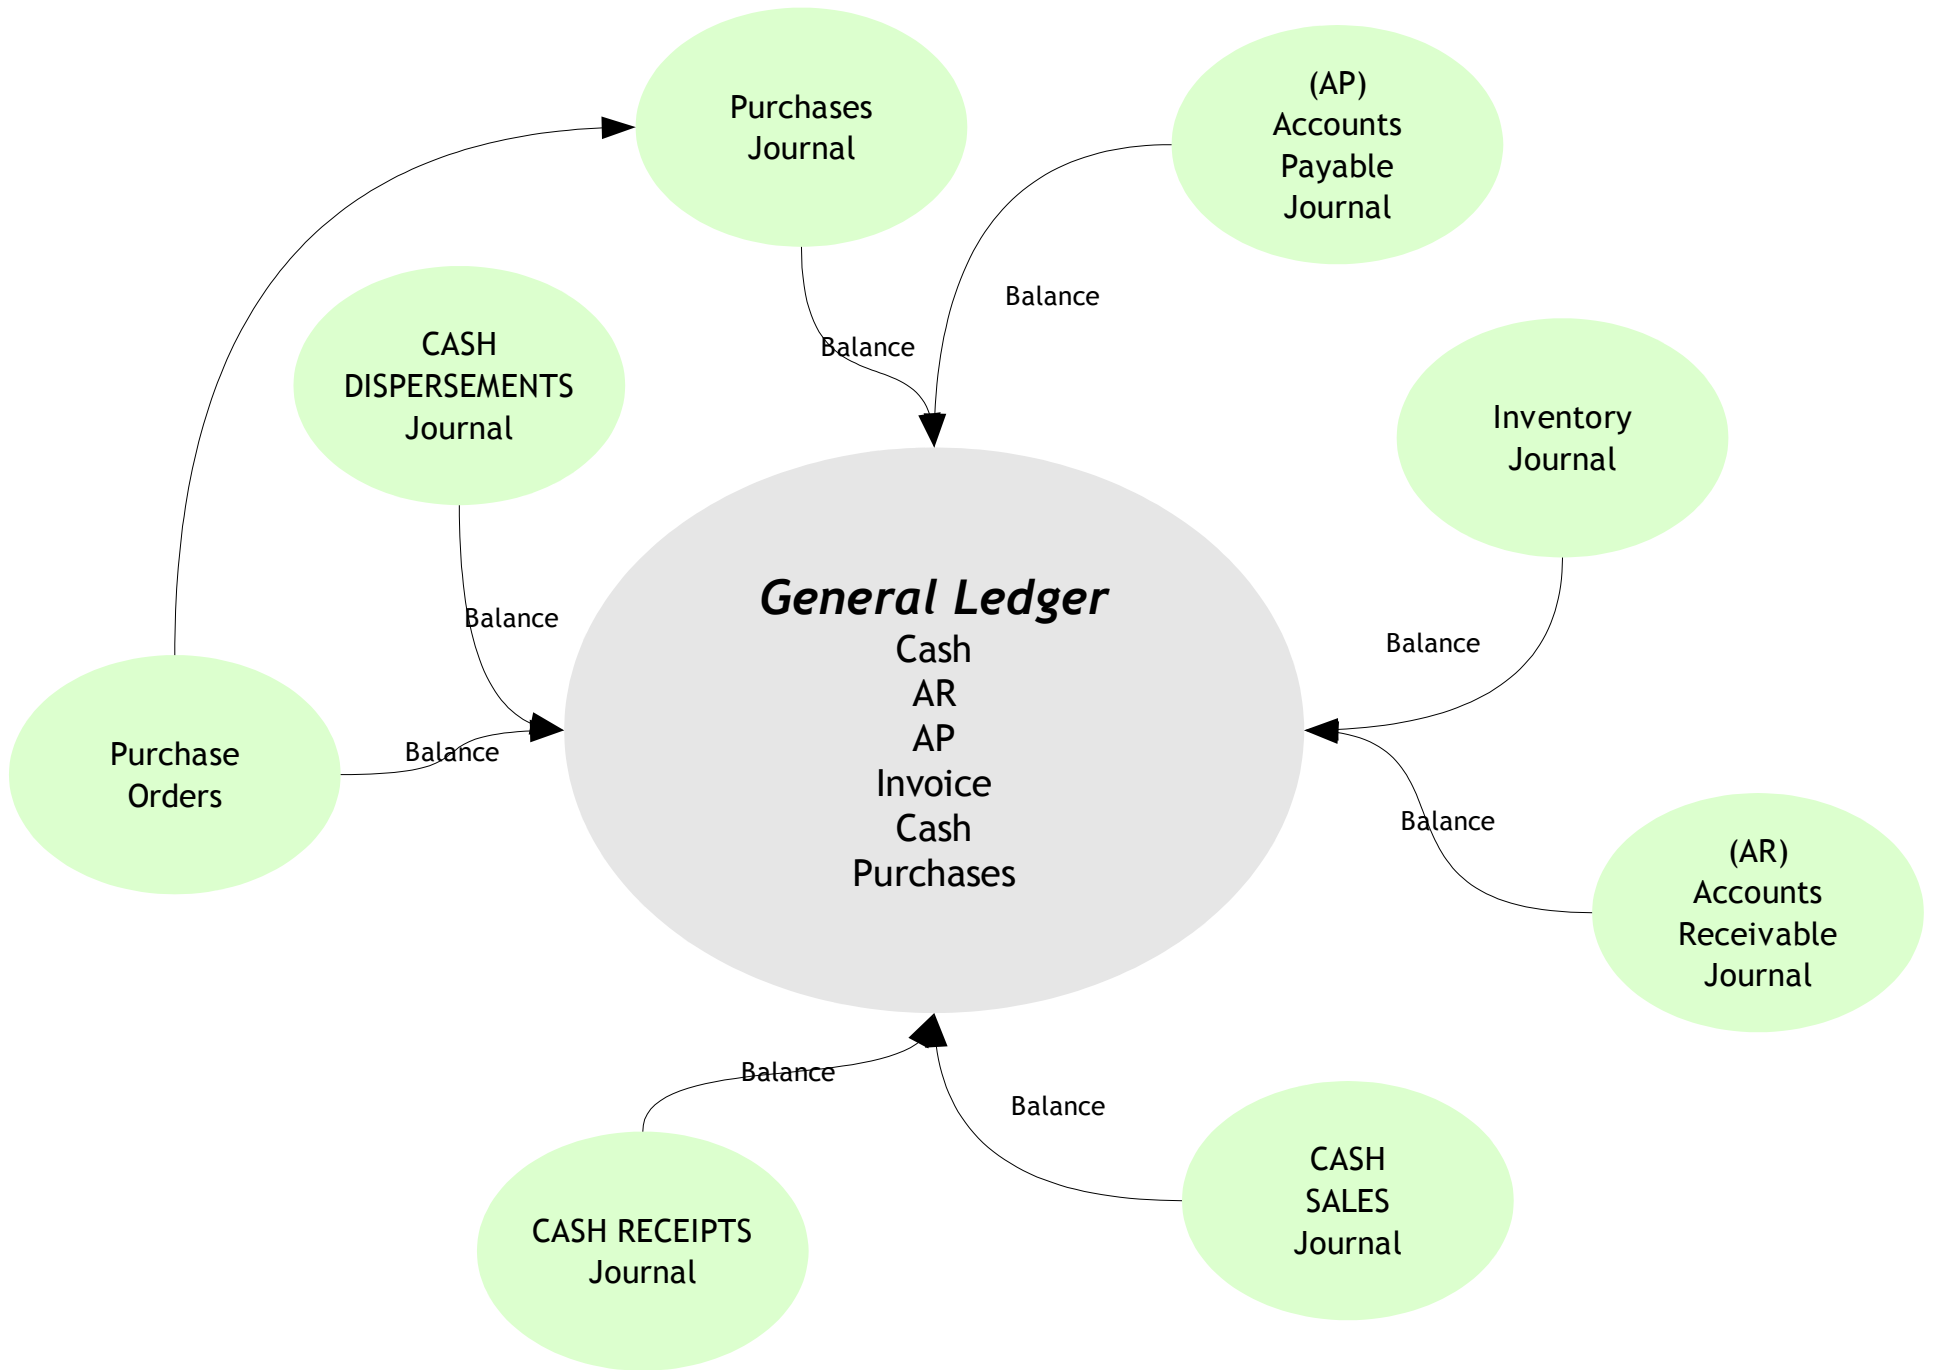 Purchases
Journal
(AP)
Accounts
Payable
Journal
Balance
Balance
CASH
DISPERSEMENTS
Journal
Inventory
Journal
Balance
Balance
General Ledger
Cash
AR
AP
Invoice
Cash
Purchases
Purchase
Orders
Balance
Balance
(AR)
Accounts
Receivable
Journal
Balance
Balance
CASH RECEIPTS
Journal
CASH
SALES
Journal